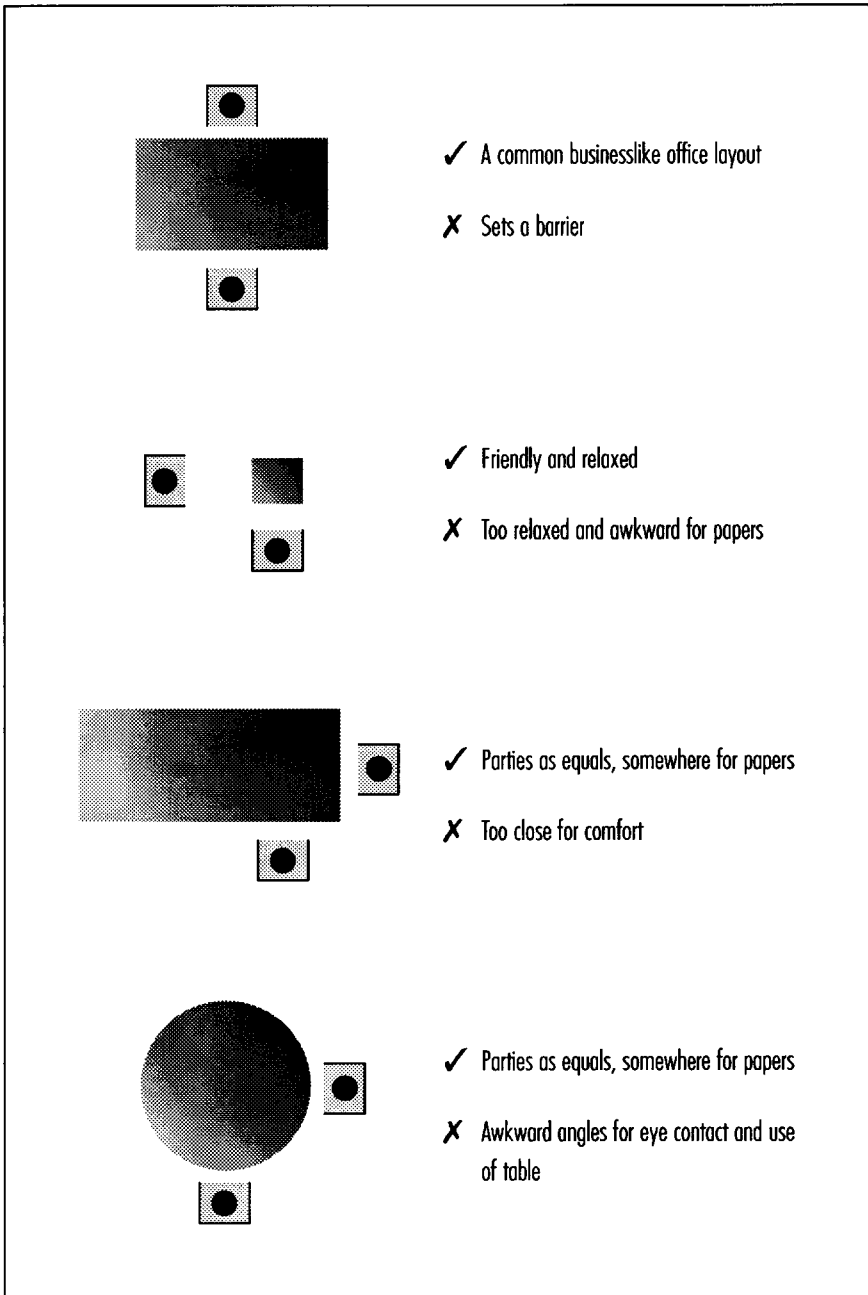 ✓ A common businesslike office layout
✗ Sets a barrier
✓ Friendly and relaxed
✗ Too relaxed and awkward for papers
✓ Parties as equals, somewhere for papers
✗ Too close for comfort
✓ Parties as equals, somewhere for papers
✗ Awkward angles for eye contact and use
of table